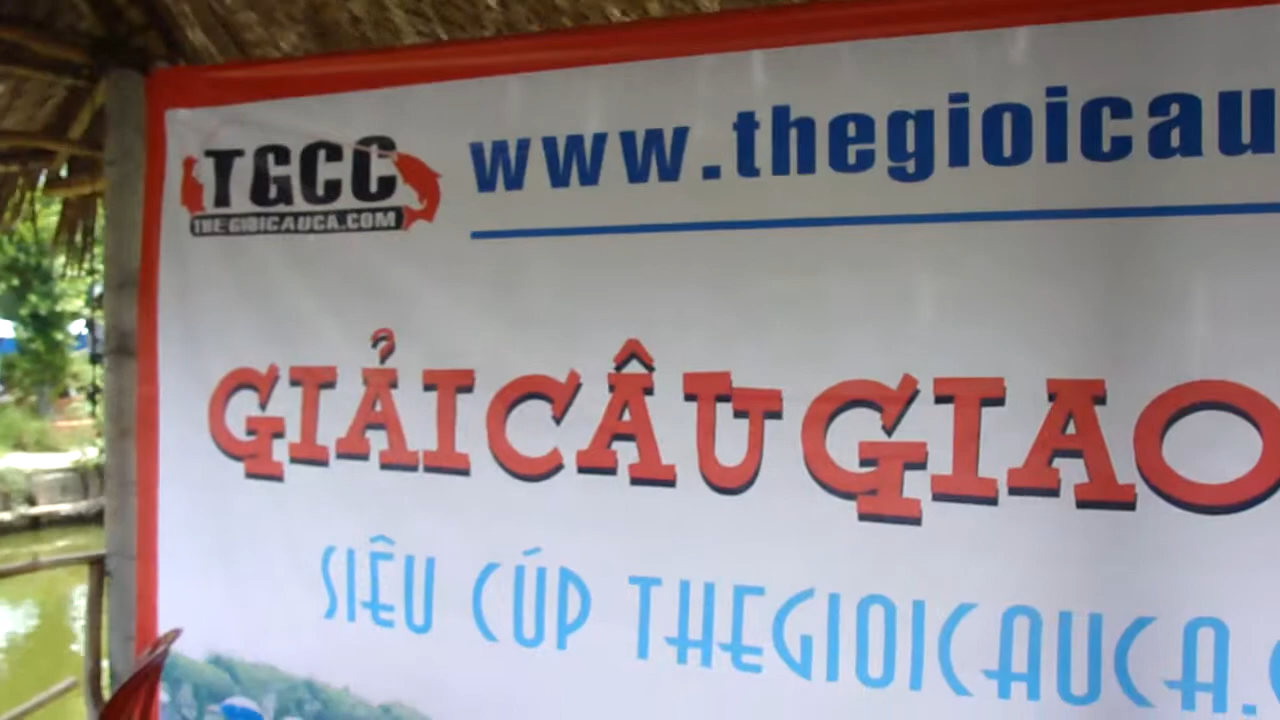 TGCC
THEGIOICAUCA.COM
www.thegioicau
GIẢI CÂU GIAO
SIÊU CÚP THEGIOICAUCA.